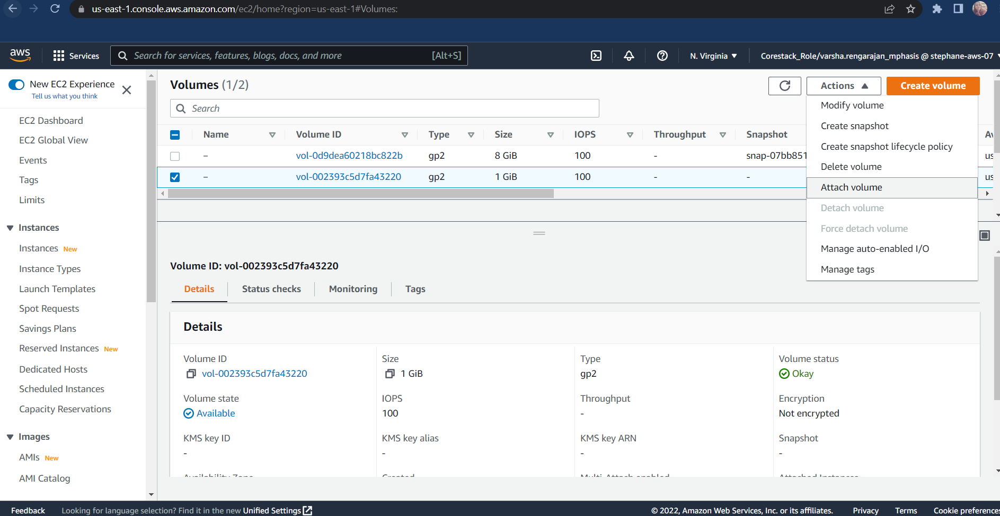 us-east-1.console.aws.amazon.com/ec2/home?region=us-east-1#Volumes:
aws
Services
Search for services, features, blogs, docs, and more
[Alt+S]
N. Virginia
Corestack_Role/varsha.rengarajan_mphasis @ stephane-aws-07
New EC2 Experience
Tell us what you think
EC2 Dashboard
EC2 Global View
Events
Tags
Limits
Instances
Instances New
Instance Types
Launch Templates
Spot Requests
Savings Plans
Reserved Instances New
Dedicated Hosts
Scheduled Instances
Capacity Reservations
Images
AMIs New
AMI Catalog
Volumes (1/2)
Actions
Create volume
Search
Name Volume ID Type Size IOPS Throughput Snapshot
– vol-0d9dea60218bc822b gp2 8 GiB 100 - snap-07bb851
– vol-002393c5d7fa43220 gp2 1 GiB 100 - -
Modify volume
Create snapshot
Create snapshot lifecycle policy
Delete volume
Attach volume
Detach volume
Force detach volume
Manage auto-enabled I/O
Manage tags
Volume ID: vol-002393c5d7fa43220
Details
Status checks
Monitoring
Tags
Details
Volume ID
vol-002393c5d7fa43220
Size
1 GiB
Type
gp2
Volume status
Okay
Volume state
Available
IOPS
100
Throughput
-
Encryption
Not encrypted
KMS key ID
-
KMS key alias
-
KMS key ARN
-
Snapshot
-
Availability Zone
Created
Multi-Attach enabled
Attached Instances
Feedback
Looking for language selection? Find it in the new Unified Settings
© 2022, Amazon Web Services, Inc. or its affiliates.
Privacy
Terms
Cookie preferences